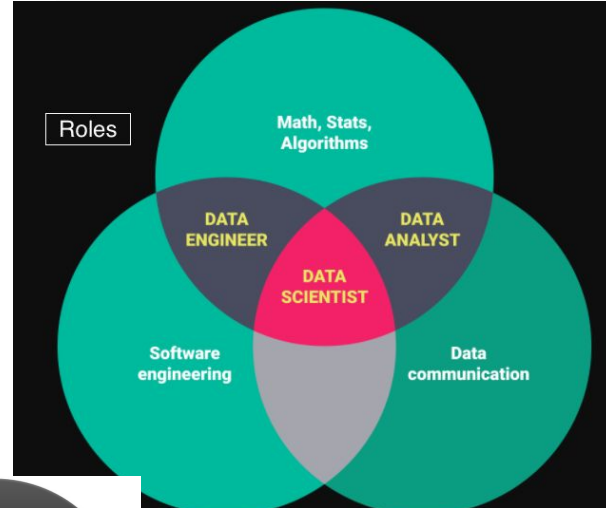 Roles
Math, Stats,
Algorithms
DATA
ENGINEER
DATA
ANALYST
DATA
SCIENTIST
Software
engineering
Data
communication